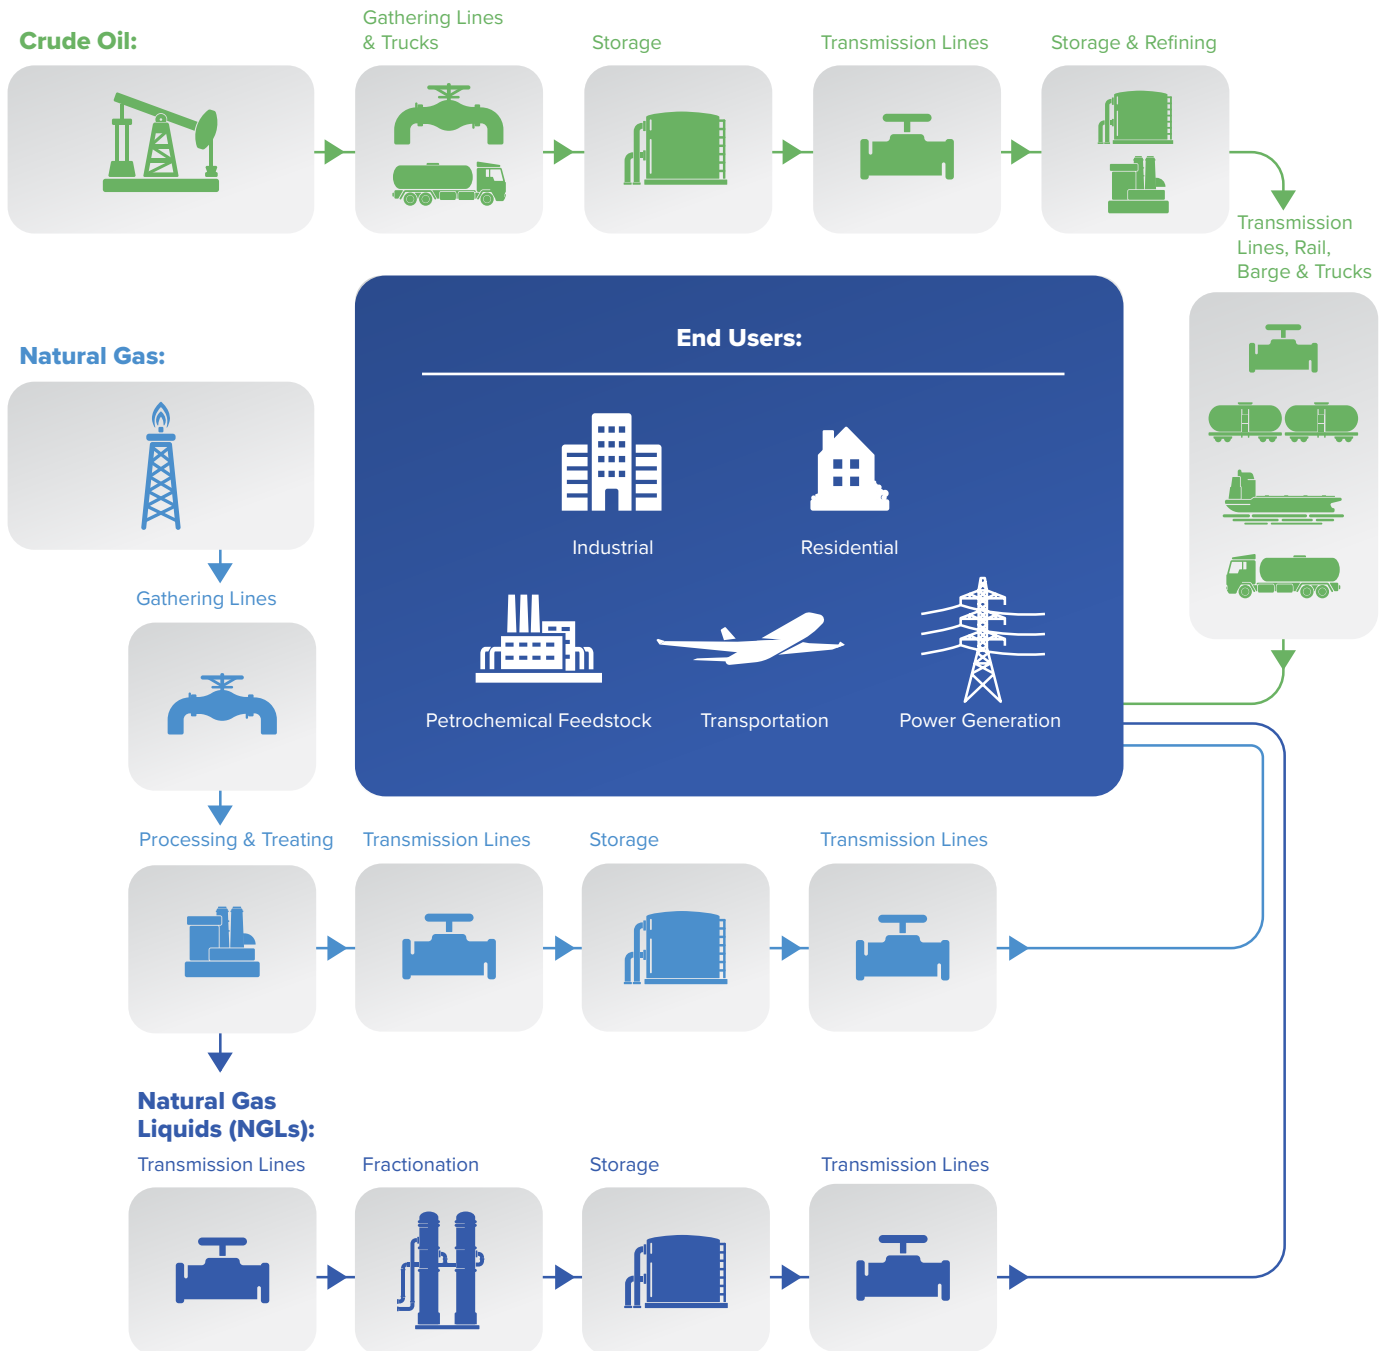 Crude Oil:
Gathering Lines
& Trucks
Storage
Transmission Lines
Storage & Refining
Transmission
Lines, Rail,
Barge & Trucks
End Users:
Industrial
Residential
Petrochemical Feedstock
Transportation
Power Generation
Natural Gas:
Gathering Lines
Processing & Treating
Transmission Lines
Storage
Transmission Lines
Natural Gas
Liquids (NGLs):
Transmission Lines
Fractionation
Storage
Transmission Lines